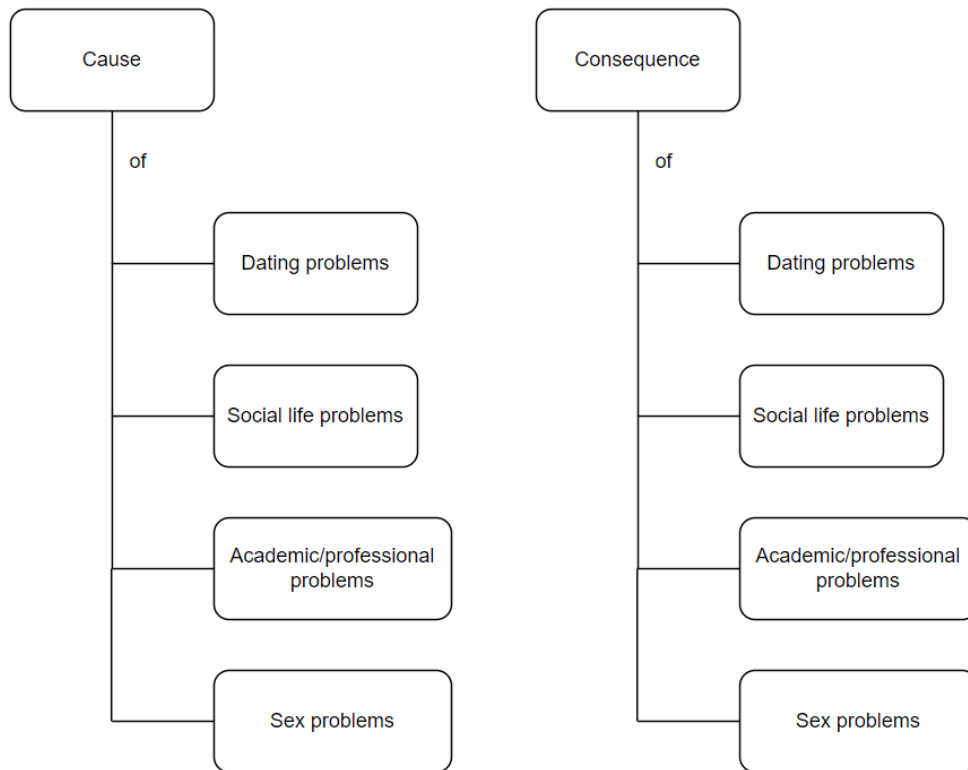 Cause
of
Dating problems
Social life problems
Academic/professional
problems
Sex problems
Consequence
of
Dating problems
Social life problems
Academic/professional
problems
Sex problems